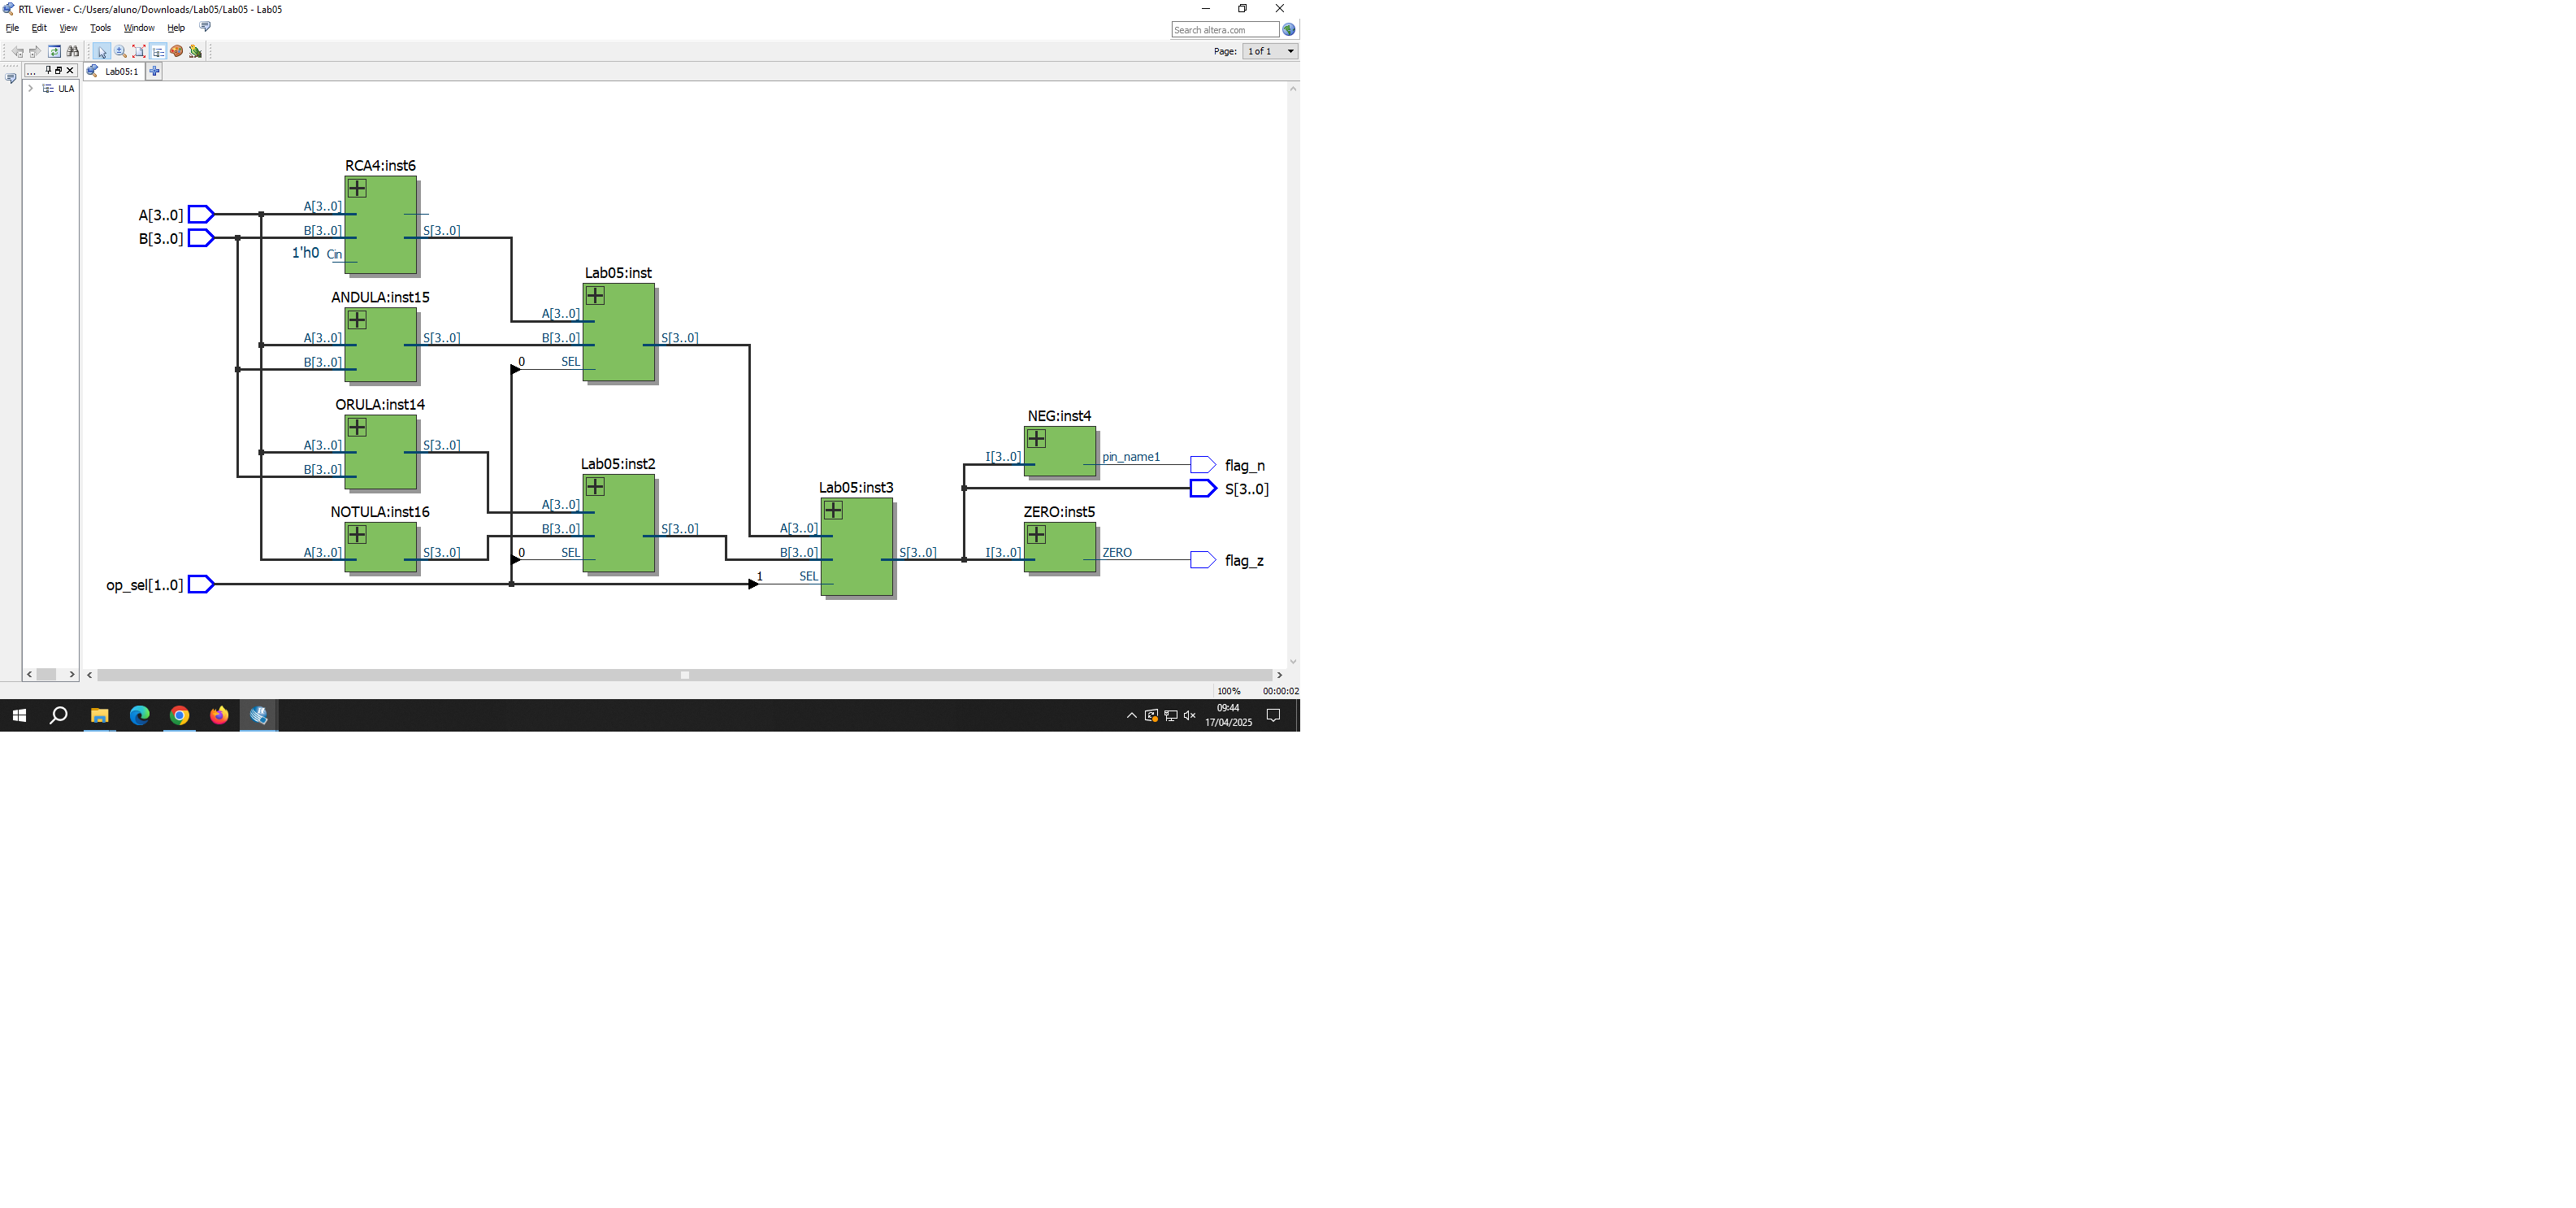 RTL Viewer - C:/Users/aluno/Downloads/Lab05/Lab05 - Lab05
File Edit View Tools Window Help
Search altera.com
Page: 1 of 1
... Lab05:1
ULA
RCA4:inst6
A[3..0] A[3..0]
B[3..0] B[3..0] S[3..0]
1'h0 Cin
Lab05:inst
ANDULA:inst15
A[3..0]
A[3..0] S[3..0] B[3..0] S[3..0]
B[3..0] 0 SEL
ORULA:inst14
NEG:inst4
A[3..0] S[3..0]
I[3..0] pin_name1 flag_n
B[3..0] Lab05:inst2
Lab05:inst3 S[3..0]
NOTULA:inst16 A[3..0] ZERO:inst5
B[3..0] S[3..0] A[3..0]
A[3..0] S[3..0] 0 SEL B[3..0] S[3..0] I[3..0] ZERO flag_z
op_sel[1..0] 1 SEL
100% 00:00:02
09:44
17/04/2025